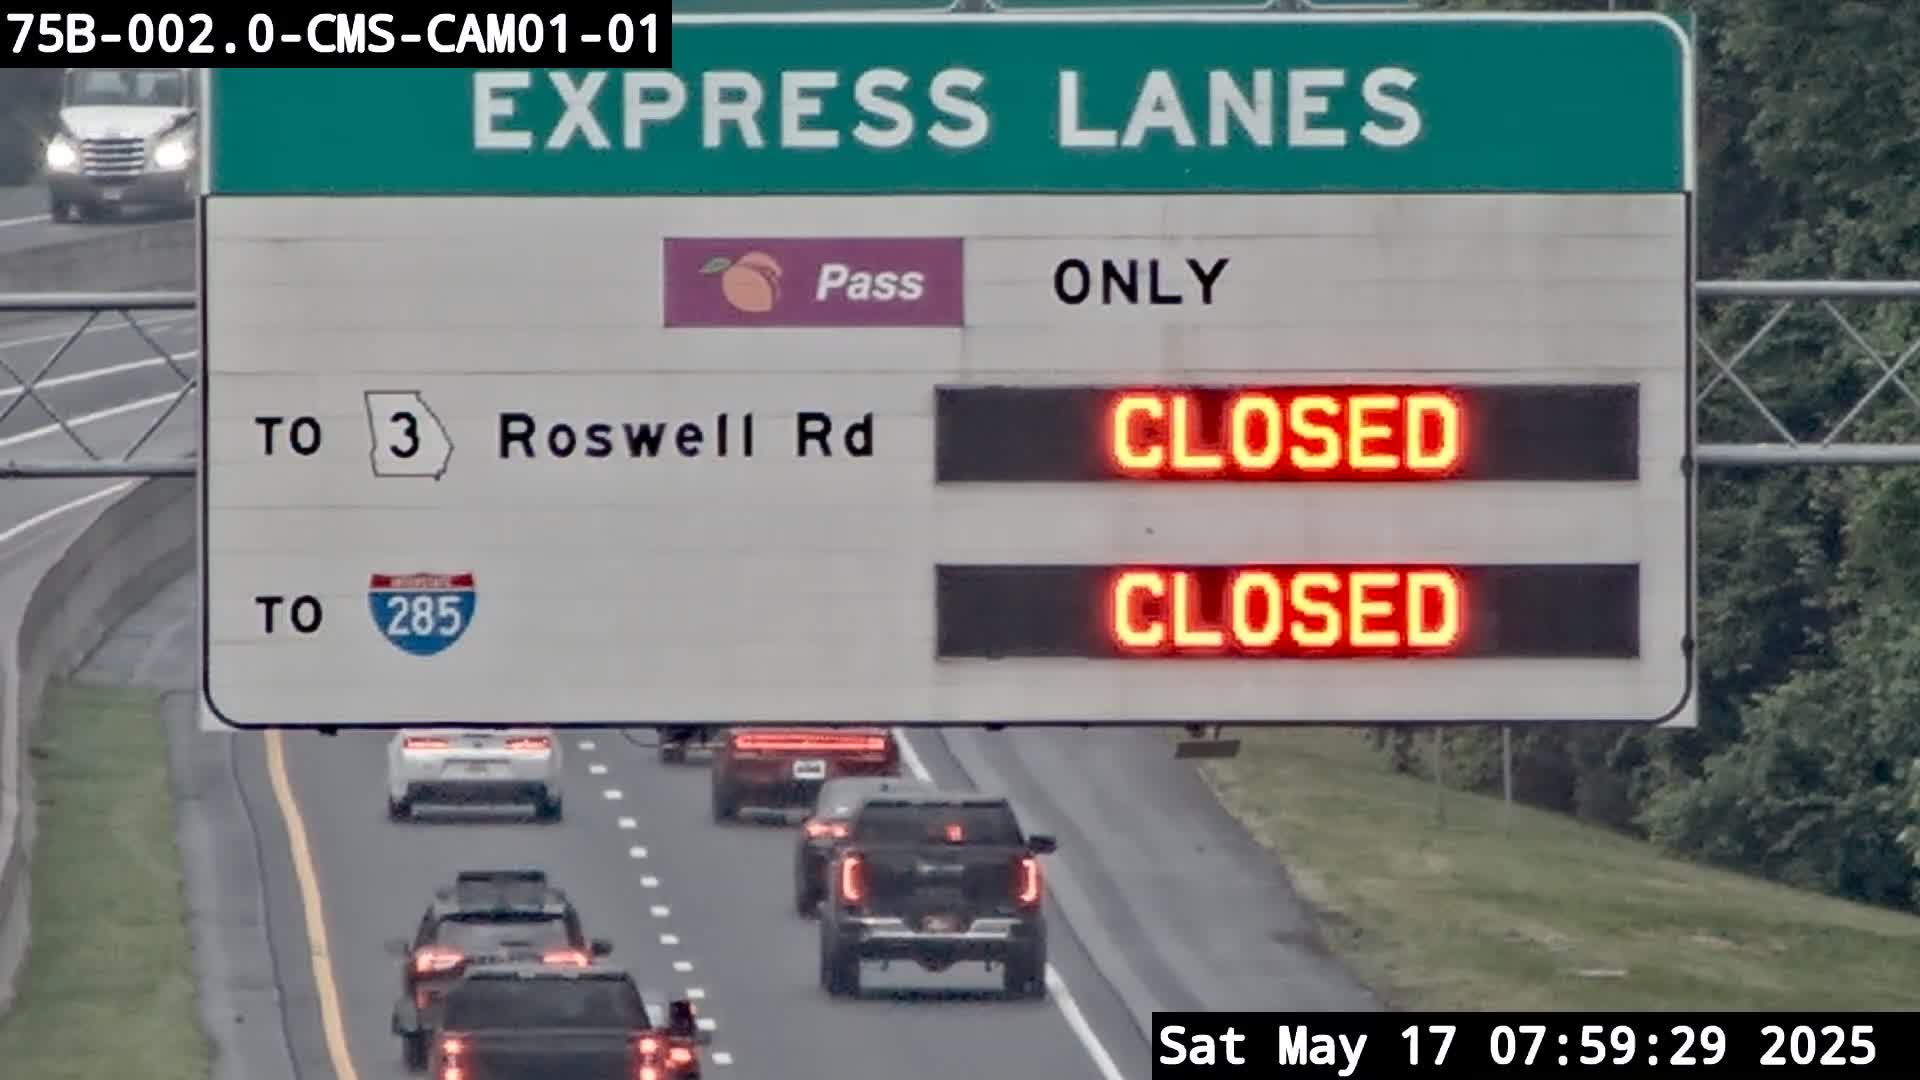 75B-002.0-CMS-CAM01-01
EXPRESS LANES
Pass ONLY
TO 3 Roswell Rd CLOSED
INTERSTATE
TO 285 CLOSED
Sat May 17 07:59:29 2025